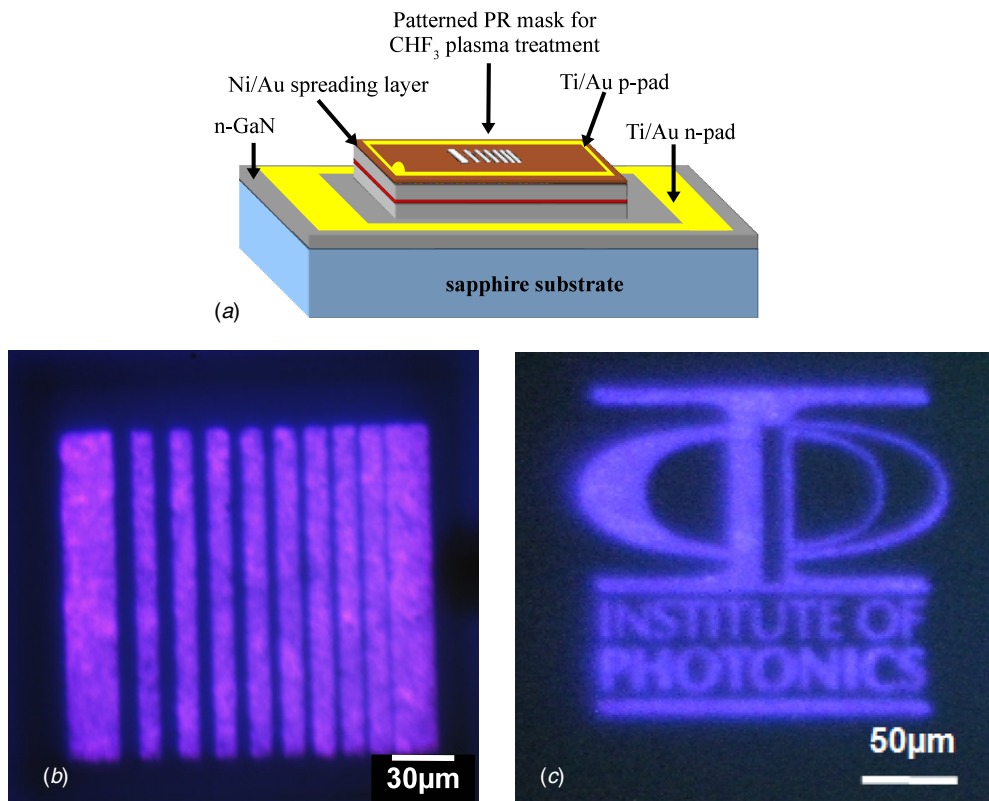 Patterned PR mask for
CHF₃ plasma treatment
Ni/Au spreading layer
Ti/Au p-pad
n-GaN
Ti/Au n-pad
sapphire substrate
(a)
INSTITUTE OF
PHOTONICS
50μm
30μm
(b)
(c)